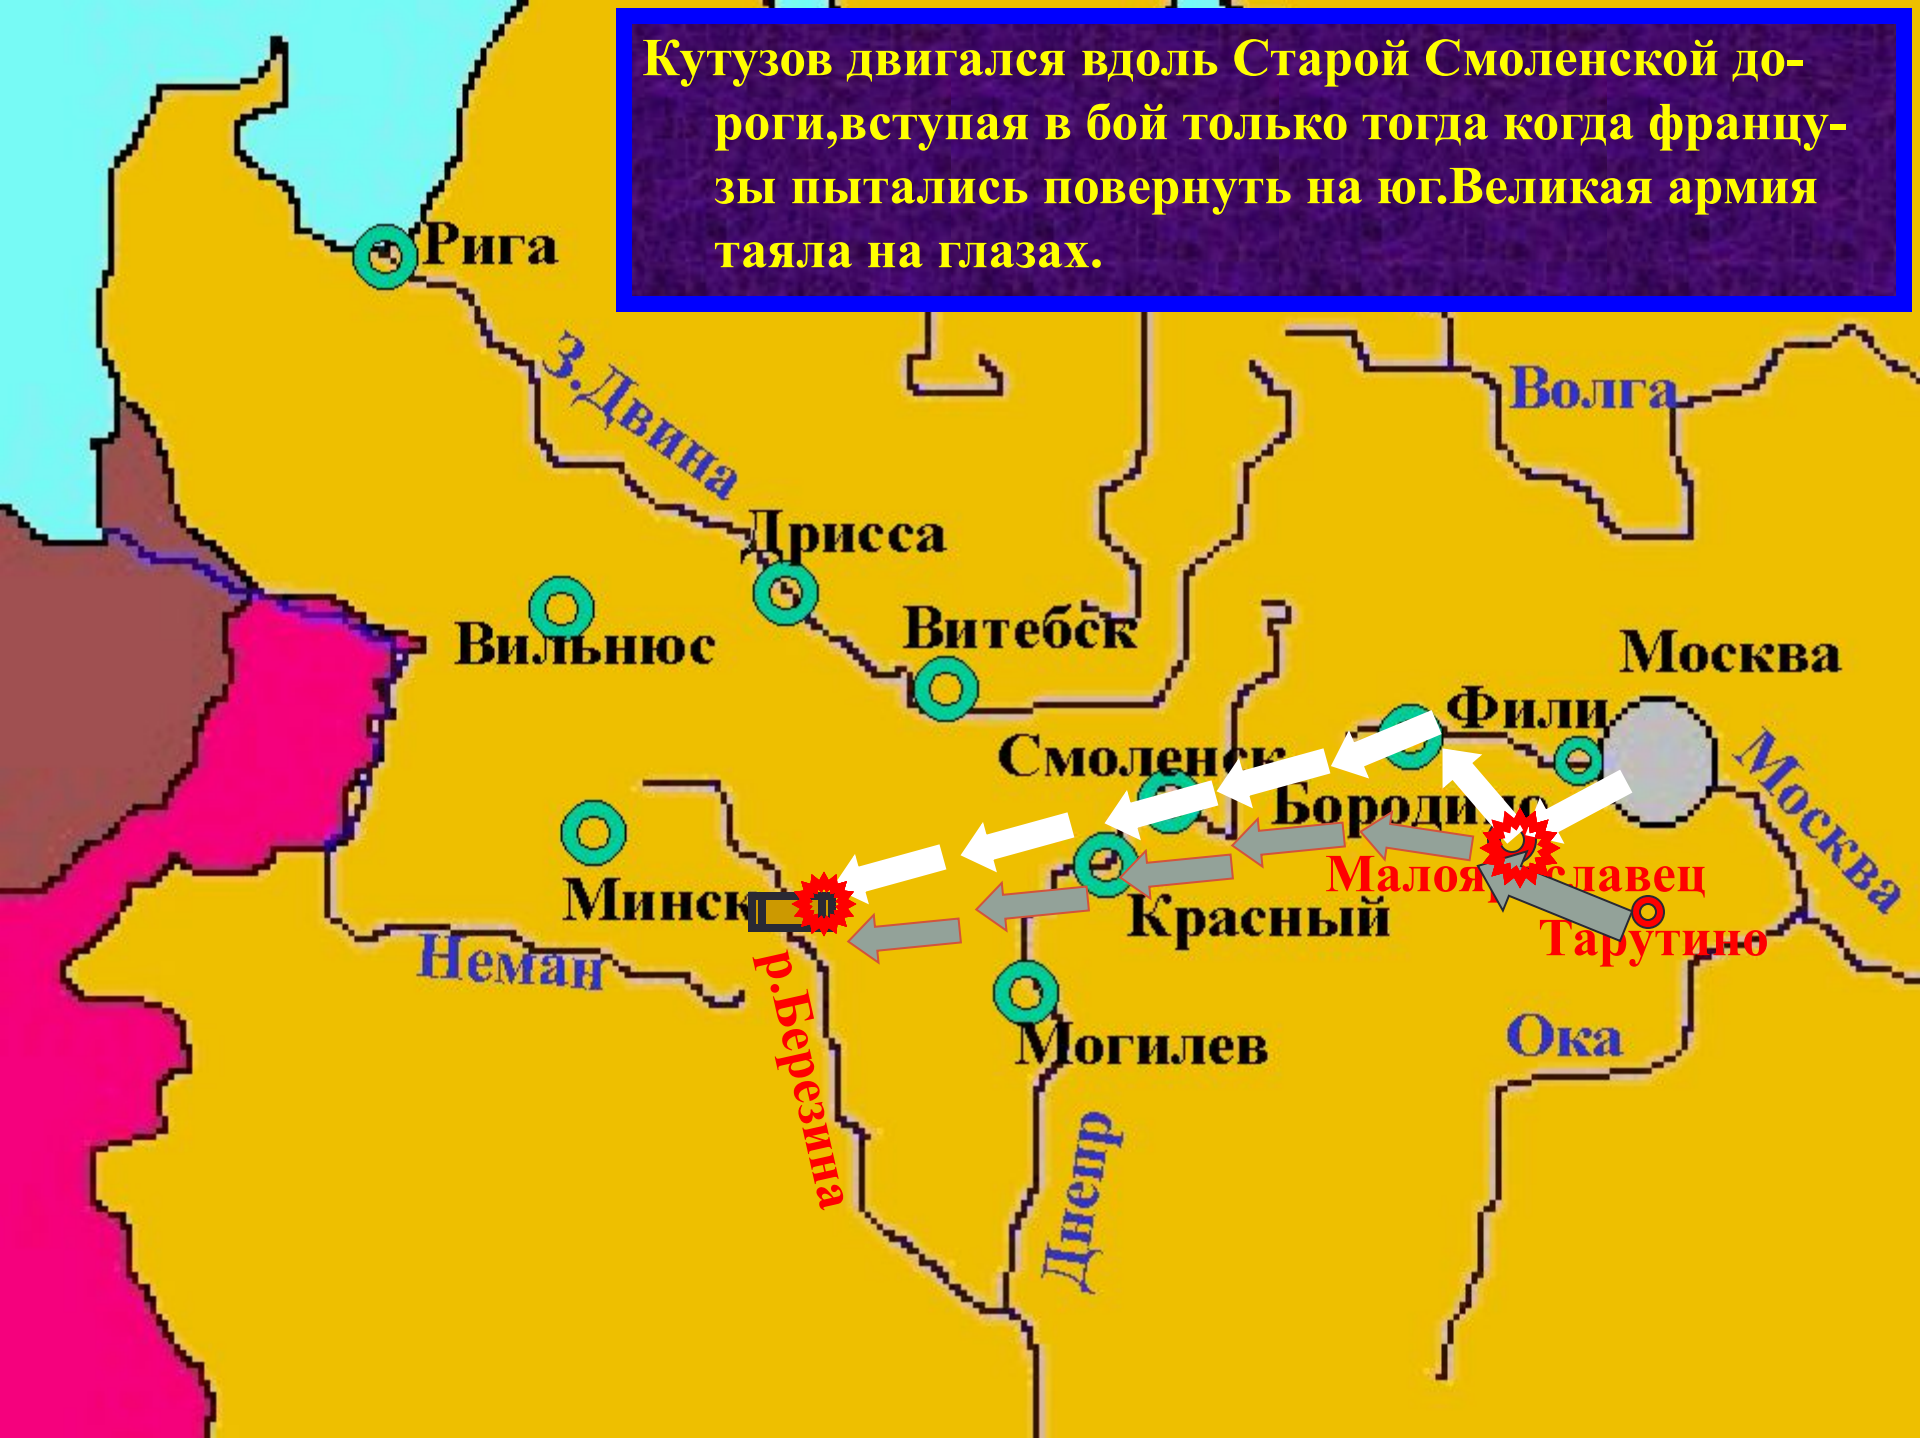 Кутузов двигался вдоль Старой Смоленской до-
роги,вступая в бой только тогда когда францу-
зы пытались повернуть на юг.Великая армия
таяла на глазах.
Рига
З.Двина
Волга
Дрисса
Витебск
Вильнюс
Москва
Фили
Смоленск
Москва
Бородино
Малоярославец
Минск
Красный
Тарутино
Неман
р.Березина
Могилев
Ока
Днепр